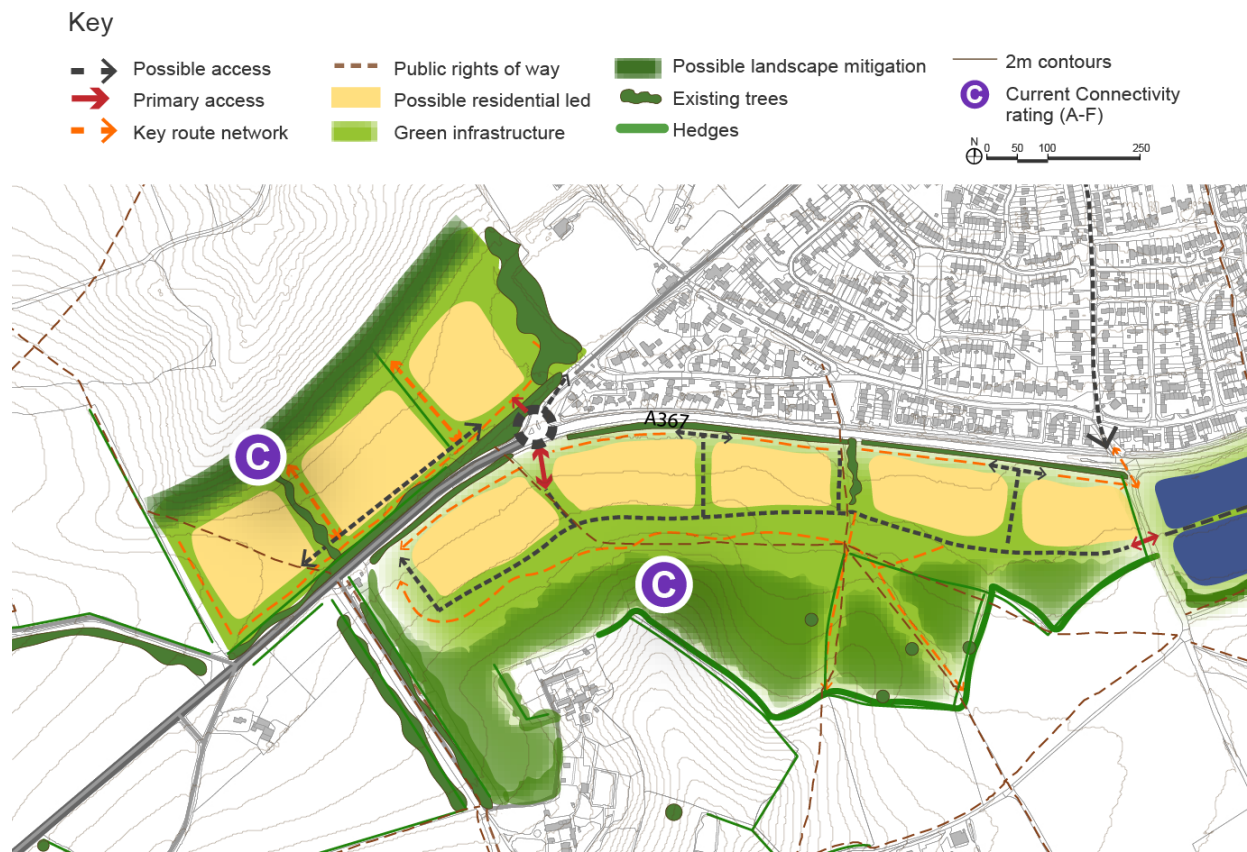 Key
Possible access
Primary access
Key route network
Public rights of way
Possible residential led
Green infrastructure
Possible landscape mitigation
Existing trees
Hedges
2m contours
C
Current Connectivity
rating (A-F)
N
0 50 100 250
A367
C
C